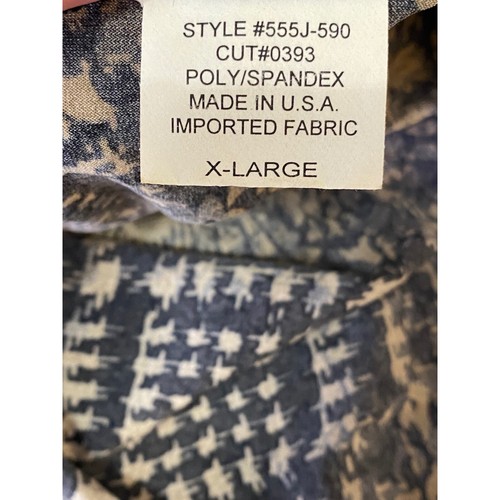 STYLE #555J-590
CUT#0393
POLY/SPANDEX
MADE IN U.S.A.
IMPORTED FABRIC
X-LARGE